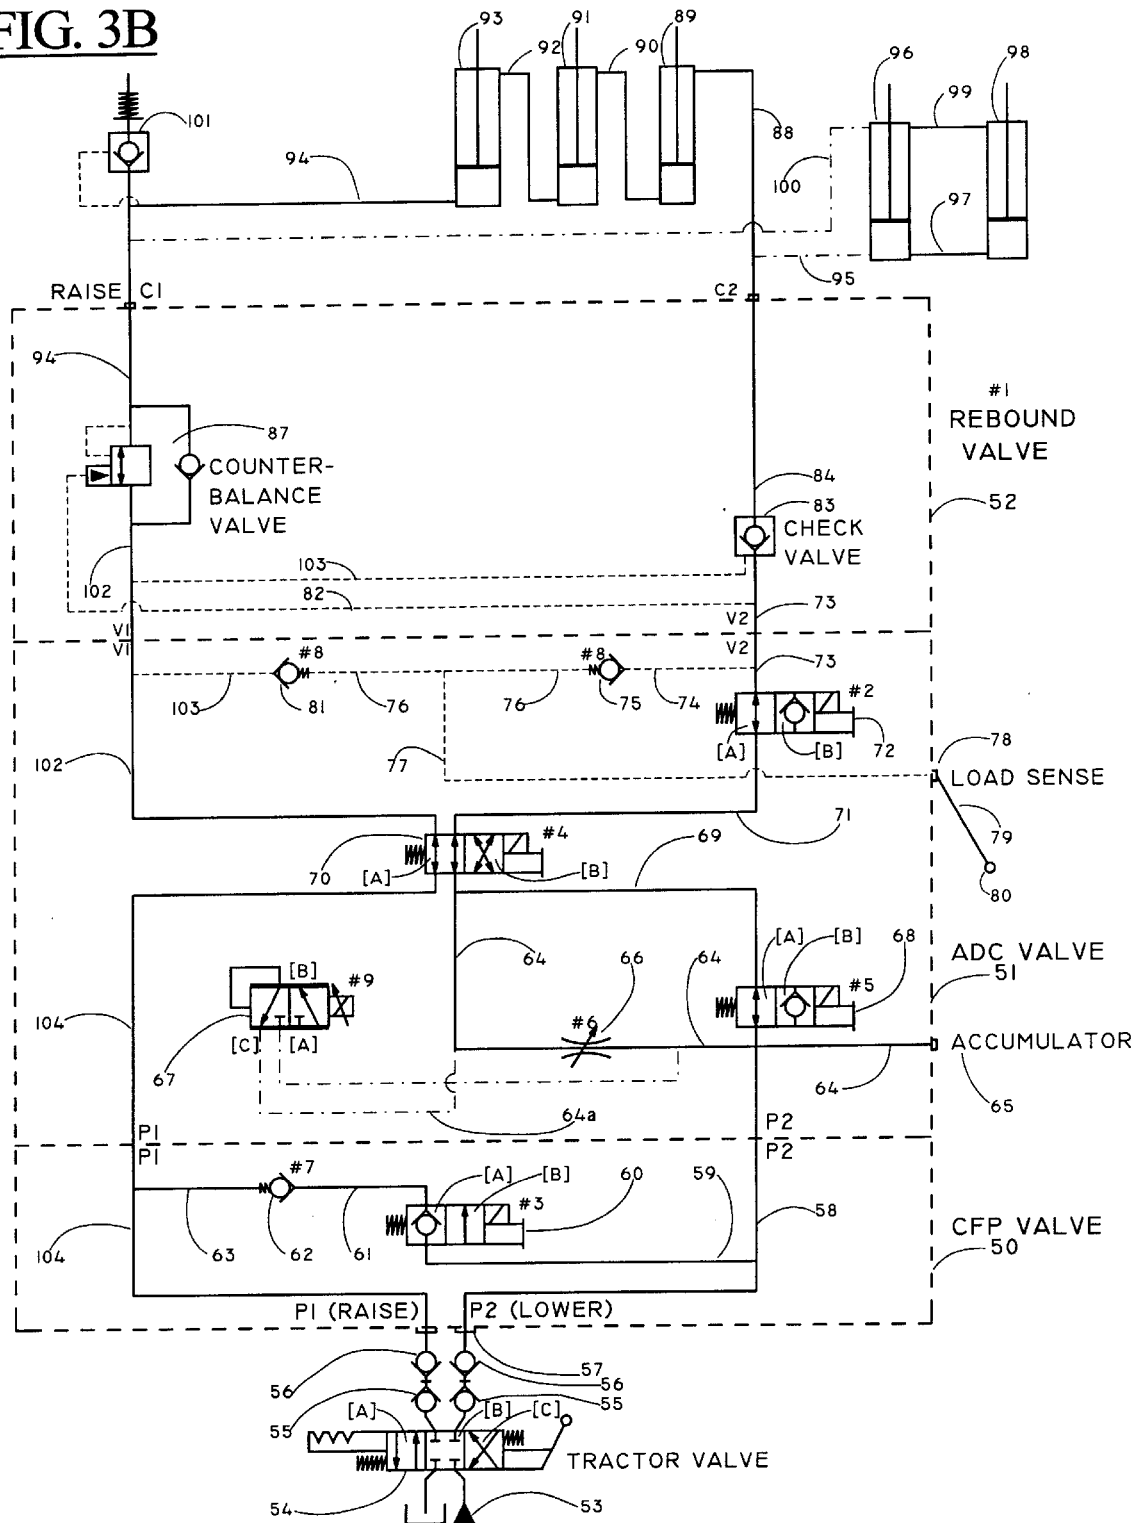 FIG. 3B
93
91
89
92
90
96
98
99
101
88
94
100
97
95
RAISE C1
C2
94
#1
REBOUND
VALVE
87
COUNTER-
BALANCE
VALVE
84
83
CHECK
VALVE
52
103
102
82
73
V1
V2
V1
V2
#8
#8
73
103
81
76
76
75
74
#2
[A]
[B]
72
102
77
78
LOAD SENSE
79
71
#4
69
70
[A]
[B]
80
[A]
[B]
68
ADC VALVE
51
64
66
64
[B]
#9
#5
104
#6
[C]
[A]
ACCUMULATOR
67
64
65
64a
P1
P2
P1
P2
#7
[A]
[B]
60
59
#3
58
CFP VALVE
50
104
63
62
61
P1 (RAISE)
P2 (LOWER)
57
56
56
55
55
[A]
[B]
[C]
TRACTOR VALVE
54
53